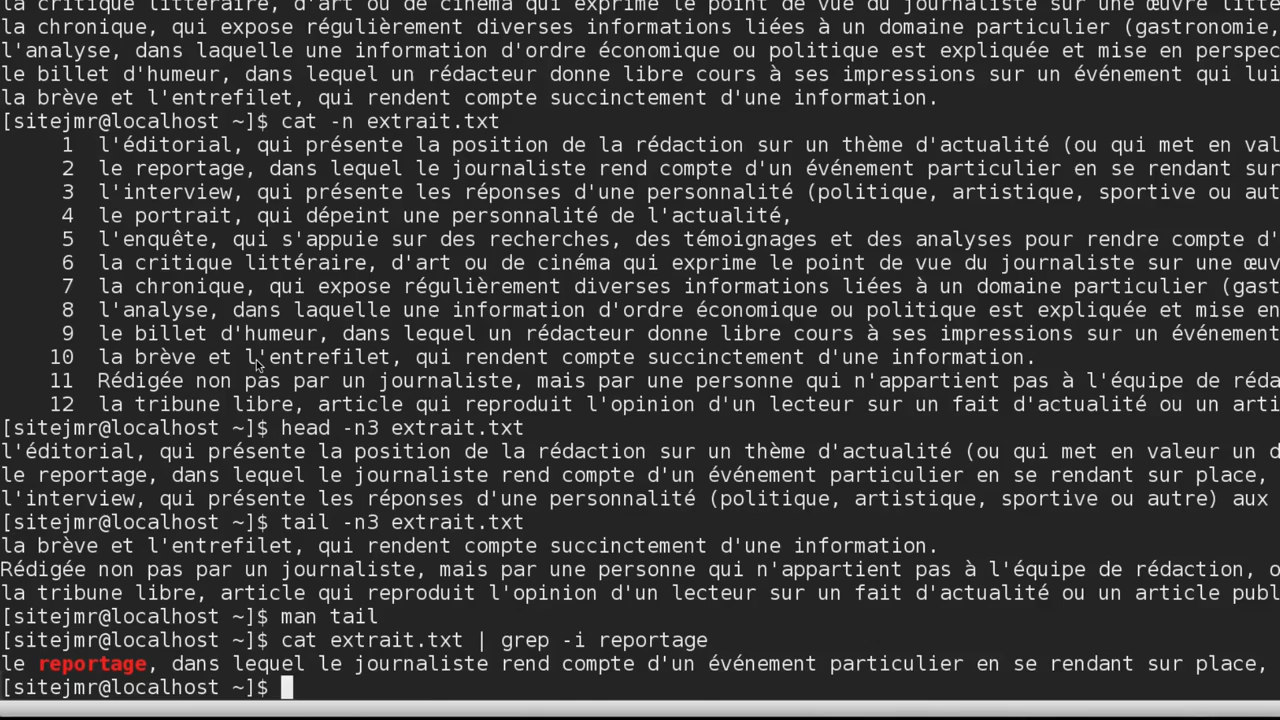 la critique littéraire, d'art ou de cinéma qui exprime le point de vue du journaliste sur une œuvre litté
la chronique, qui expose régulièrement diverses informations liées à un domaine particulier (gastronomie,
l'analyse, dans laquelle une information d'ordre économique ou politique est expliquée et mise en perspec
le billet d'humeur, dans lequel un rédacteur donne libre cours à ses impressions sur un événement qui lui
la brève et l'entrefilet, qui rendent compte succinctement d'une information.
[sitejmr@localhost ~]$ cat -n extrait.txt
1 l'éditorial, qui présente la position de la rédaction sur un thème d'actualité (ou qui met en val
2 le reportage, dans lequel le journaliste rend compte d'un événement particulier en se rendant sur
3 l'interview, qui présente les réponses d'une personnalité (politique, artistique, sportive ou aut
4 le portrait, qui dépeint une personnalité de l'actualité,
5 l'enquête, qui s'appuie sur des recherches, des témoignages et des analyses pour rendre compte d'
6 la critique littéraire, d'art ou de cinéma qui exprime le point de vue du journaliste sur une œuv
7 la chronique, qui expose régulièrement diverses informations liées à un domaine particulier (gast
8 l'analyse, dans laquelle une information d'ordre économique ou politique est expliquée et mise en
9 le billet d'humeur, dans lequel un rédacteur donne libre cours à ses impressions sur un événement
10 la brève et l'entrefilet, qui rendent compte succinctement d'une information.
11 Rédigée non pas par un journaliste, mais par une personne qui n'appartient pas à l'équipe de réda
12 la tribune libre, article qui reproduit l'opinion d'un lecteur sur un fait d'actualité ou un arti
[sitejmr@localhost ~]$ head -n3 extrait.txt
l'éditorial, qui présente la position de la rédaction sur un thème d'actualité (ou qui met en valeur un d
le reportage, dans lequel le journaliste rend compte d'un événement particulier en se rendant sur place,
l'interview, qui présente les réponses d'une personnalité (politique, artistique, sportive ou autre) aux
[sitejmr@localhost ~]$ tail -n3 extrait.txt
la brève et l'entrefilet, qui rendent compte succinctement d'une information.
Rédigée non pas par un journaliste, mais par une personne qui n'appartient pas à l'équipe de rédaction, o
la tribune libre, article qui reproduit l'opinion d'un lecteur sur un fait d'actualité ou un article publ
[sitejmr@localhost ~]$ man tail
[sitejmr@localhost ~]$ cat extrait.txt | grep -i reportage
le reportage, dans lequel le journaliste rend compte d'un événement particulier en se rendant sur place,
[sitejmr@localhost ~]$